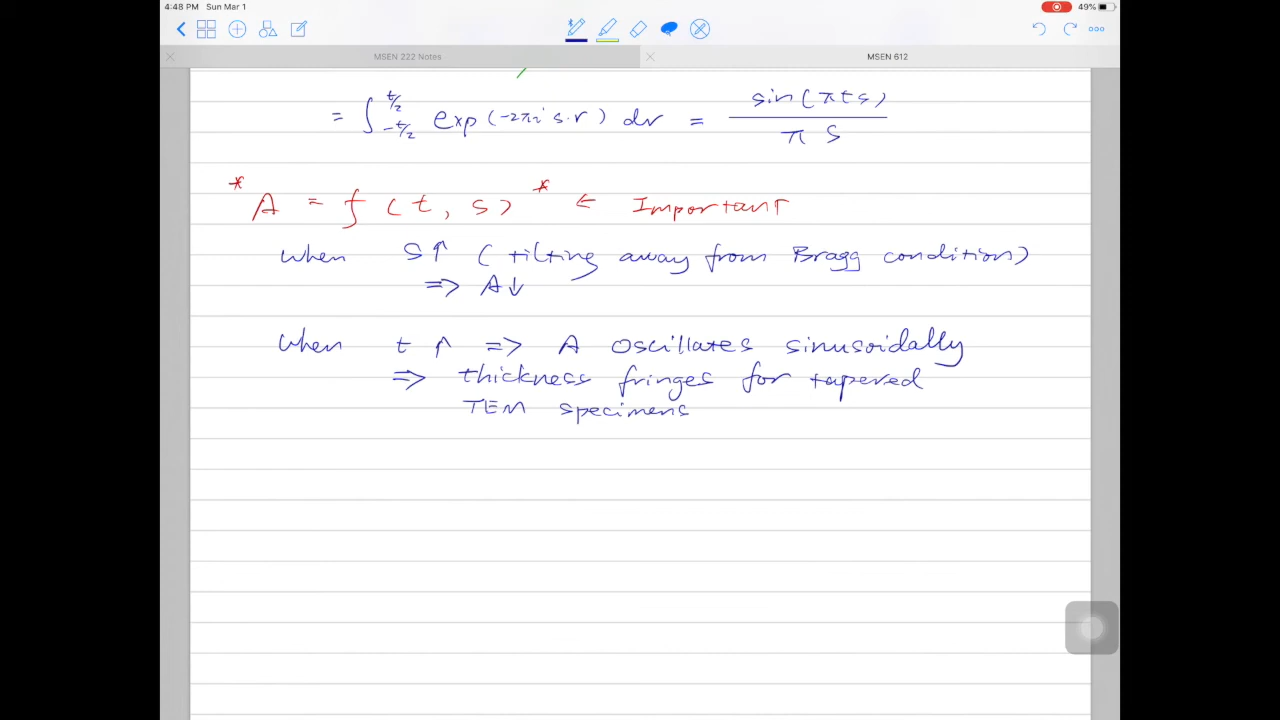 4:48 PM Sun Mar 1 49%
MSEN 222 Notes MSEN 612
= ∫_{-t/2}^{t/2} exp(-2πi s·r) dr = sin(πts) / πs
* A = f(t, s) * ← Important
when s↑ (tilting away from Bragg condition)
=> A↓
when t ↑ => A oscillates sinusoidally
=> thickness fringes for tapered
TEM specimens